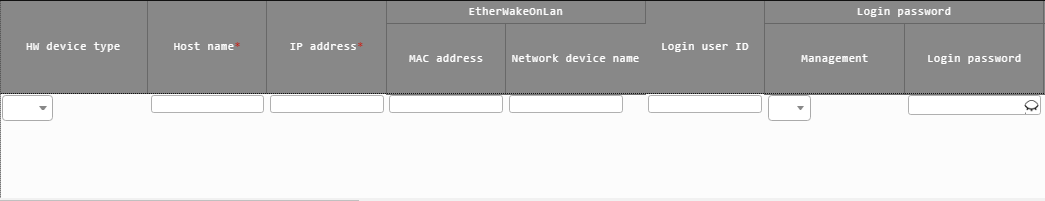 EtherWakeOnLan
Login password
HW device type
Host name*
IP address*
Login user ID
MAC address
Network device name
Management
Login password